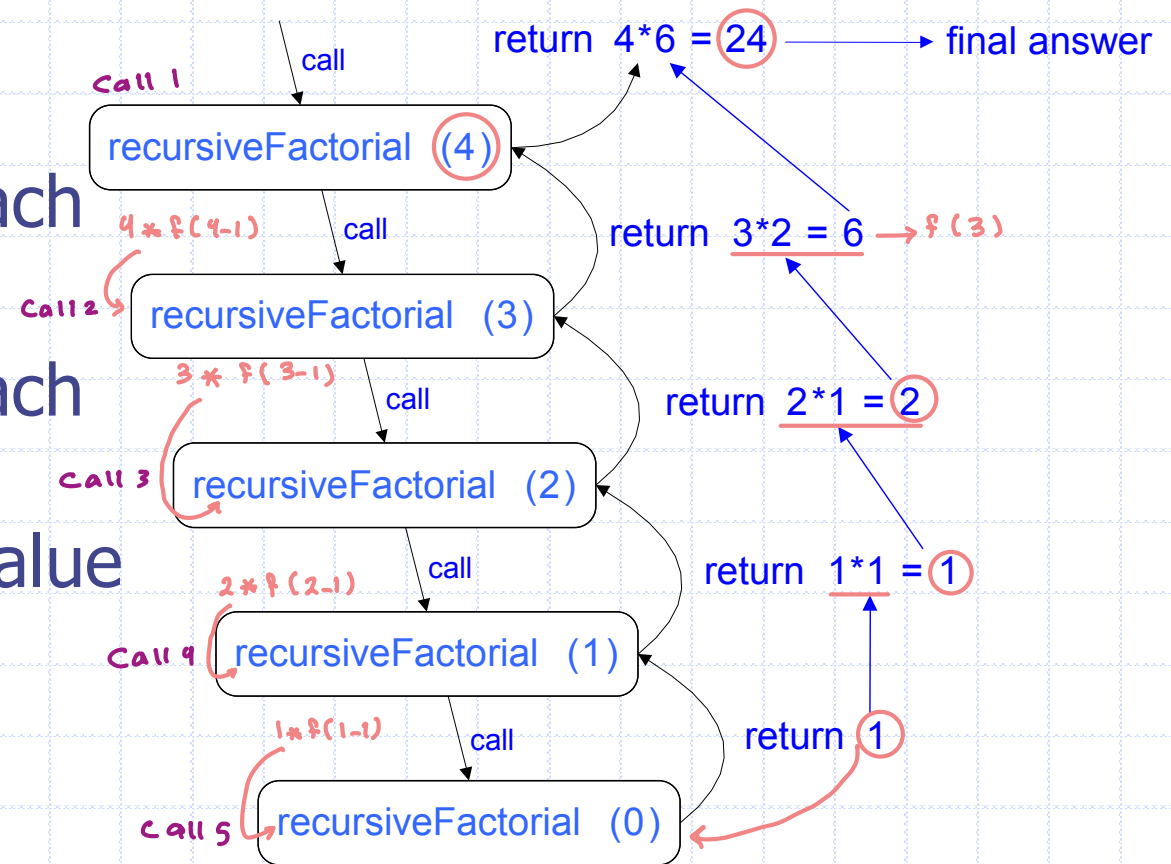 return 4*6 = 24 → final answer
call
Call 1
recursiveFactorial (4)
ach
4 * f(4-1)
call
return 3*2 = 6 → f(3)
Call 2
recursiveFactorial (3)
ach
3 * f(3-1)
call
return 2*1 = 2
Call 3
recursiveFactorial (2)
alue
2 * f(2-1)
call
return 1*1 = 1
Call 4
recursiveFactorial (1)
1 * f(1-1)
call
return 1
Call 5
recursiveFactorial (0)